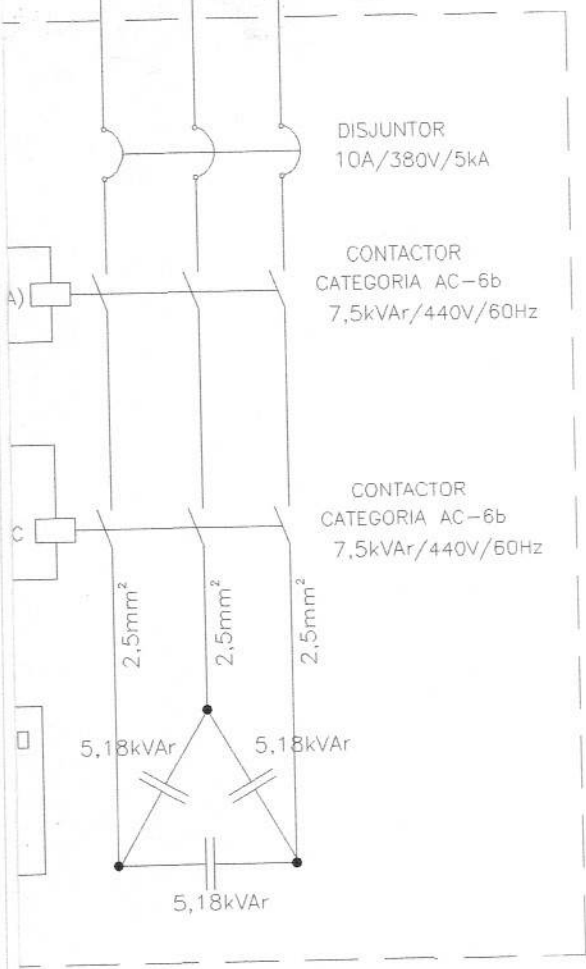 DISJUNTOR
10A/380V/5kA
CONTACTOR
CATEGORIA AC-6b
A)
7,5kVAr/440V/60Hz
CONTACTOR
CATEGORIA AC-6b
C
7,5kVAr/440V/60Hz
2,5mm²
2,5mm²
2,5mm²
5,18kVAr
5,18kVAr
5,18kVAr